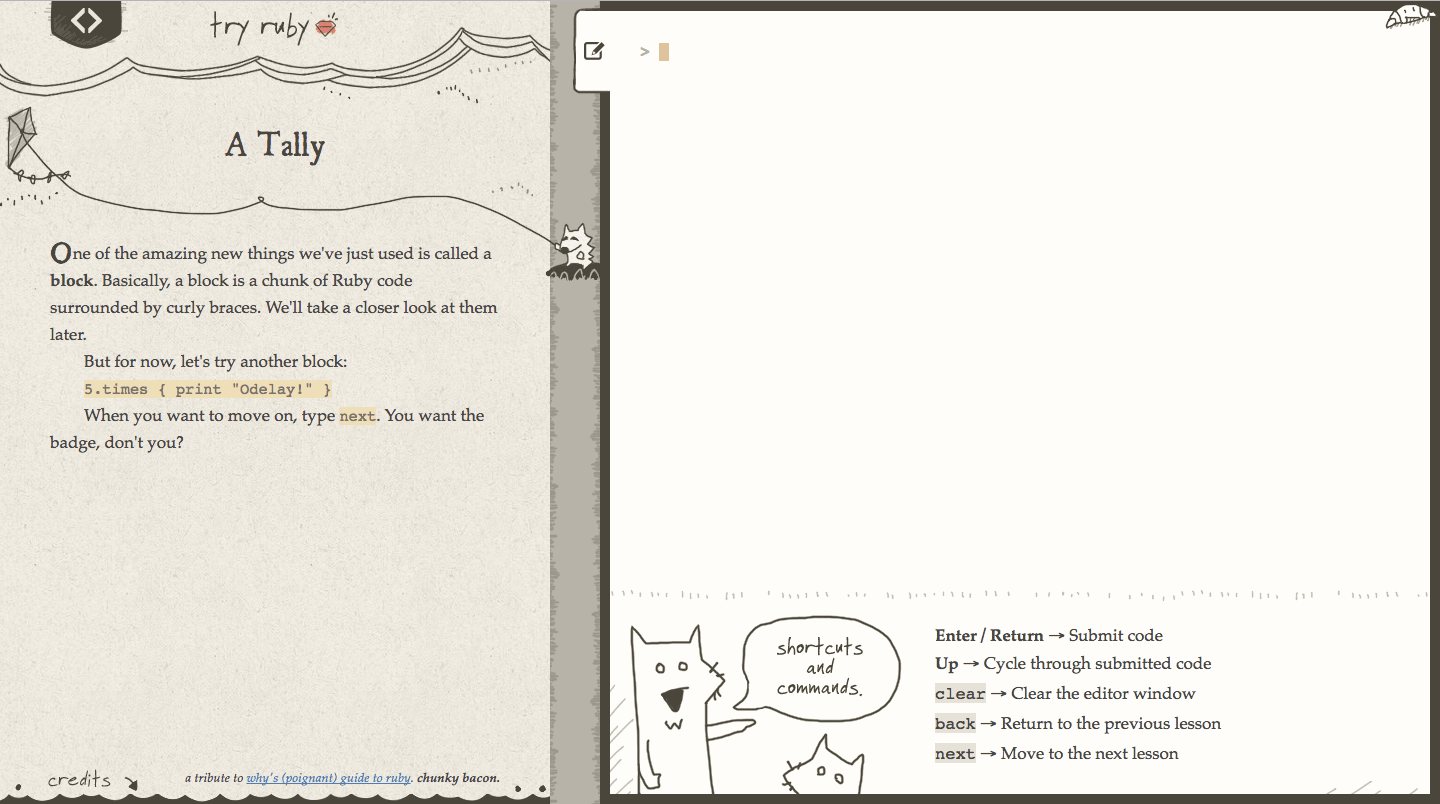 try ruby
A Tally
One of the amazing new things we've just used is called a
block. Basically, a block is a chunk of Ruby code
surrounded by curly braces. We'll take a closer look at them
later.
But for now, let's try another block:
5.times { print "Odelay!" }
When you want to move on, type next. You want the
badge, don't you?
credits
a tribute to why's (poignant) guide to ruby. chunky bacon.
>
shortcuts
and
commands.
Enter / Return → Submit code
Up → Cycle through submitted code
clear → Clear the editor window
back → Return to the previous lesson
next → Move to the next lesson